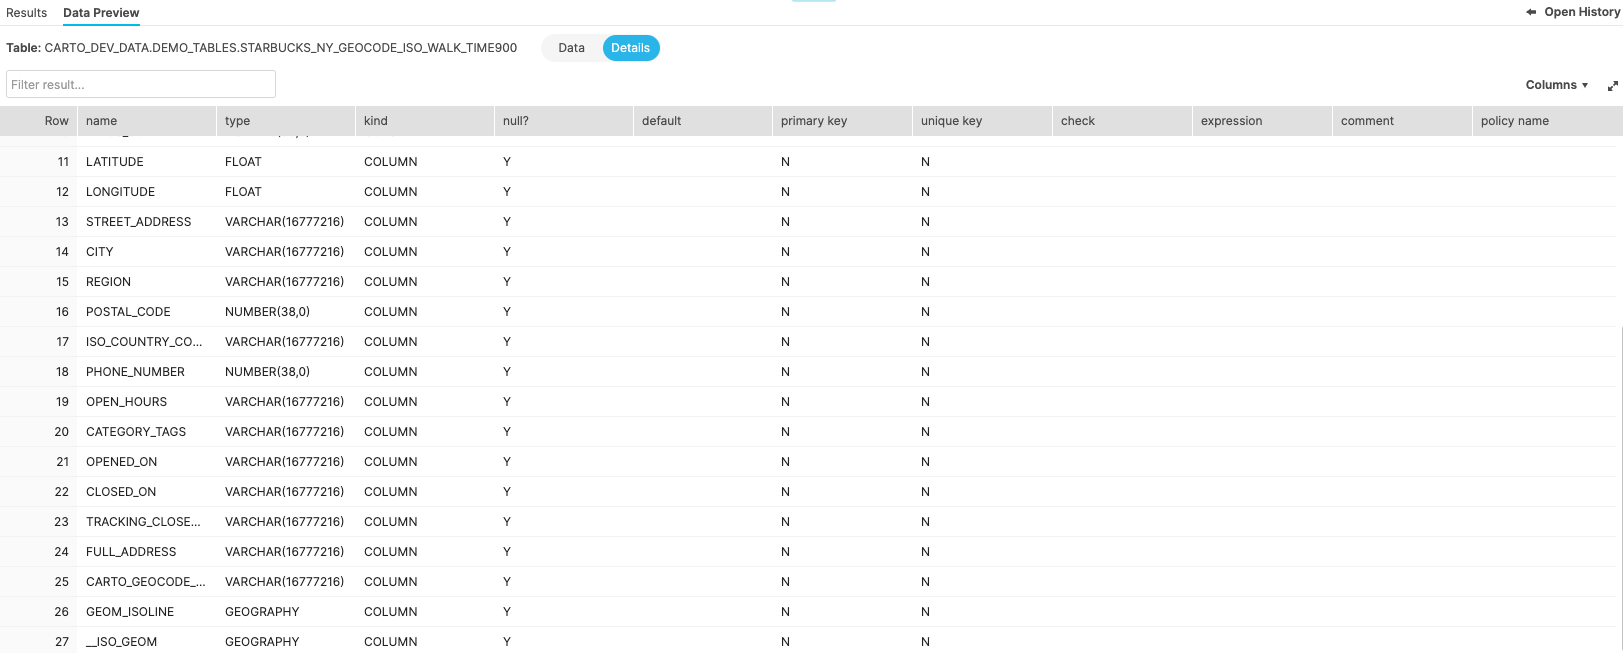 Results Data Preview Open History
Table: CARTO_DEV_DATA.DEMO_TABLES.STARBUCKS_NY_GEOCODE_ISO_WALK_TIME900 Data Details
Filter result... Columns
Row name type kind null? default primary key unique key check expression comment policy name
11 LATITUDE FLOAT COLUMN Y N N
12 LONGITUDE FLOAT COLUMN Y N N
13 STREET_ADDRESS VARCHAR(16777216) COLUMN Y N N
14 CITY VARCHAR(16777216) COLUMN Y N N
15 REGION VARCHAR(16777216) COLUMN Y N N
16 POSTAL_CODE NUMBER(38,0) COLUMN Y N N
17 ISO_COUNTRY_CO... VARCHAR(16777216) COLUMN Y N N
18 PHONE_NUMBER NUMBER(38,0) COLUMN Y N N
19 OPEN_HOURS VARCHAR(16777216) COLUMN Y N N
20 CATEGORY_TAGS VARCHAR(16777216) COLUMN Y N N
21 OPENED_ON VARCHAR(16777216) COLUMN Y N N
22 CLOSED_ON VARCHAR(16777216) COLUMN Y N N
23 TRACKING_CLOSE... VARCHAR(16777216) COLUMN Y N N
24 FULL_ADDRESS VARCHAR(16777216) COLUMN Y N N
25 CARTO_GEOCODE_... VARCHAR(16777216) COLUMN Y N N
26 GEOM_ISOLINE GEOGRAPHY COLUMN Y N N
27 __ISO_GEOM GEOGRAPHY COLUMN Y N N